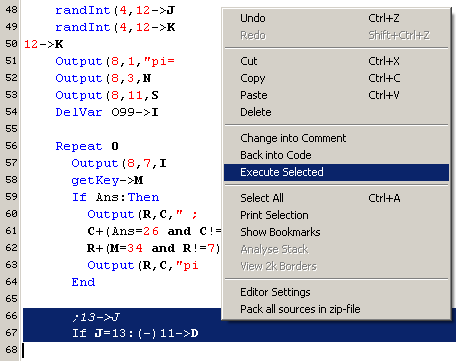 48 randInt(4,12->J
49 randInt(4,12->K
50 12->K
51 Output(8,1,"pi=
52 Output(8,3,N
53 Output(8,11,S
54 DelVar O99->I
55
56 Repeat 0
57 Output(8,7,I
58 getKey->M
59 If Ans:Then
60 Output(R,C," ;
61 C+(Ans=26 and C!=
62 R+(M=34 and R!=7)
63 Output(R,C,"pi
64 End
65
66 ;13->J
67 If J=13:(-)11->D
68
Undo Ctrl+Z
Redo Shift+Ctrl+Z
Cut Ctrl+X
Copy Ctrl+C
Paste Ctrl+V
Delete
Change into Comment
Back into Code
Execute Selected
Select All Ctrl+A
Print Selection
Show Bookmarks
Analyse Stack
View 2k Borders
Editor Settings
Pack all sources in zip-file